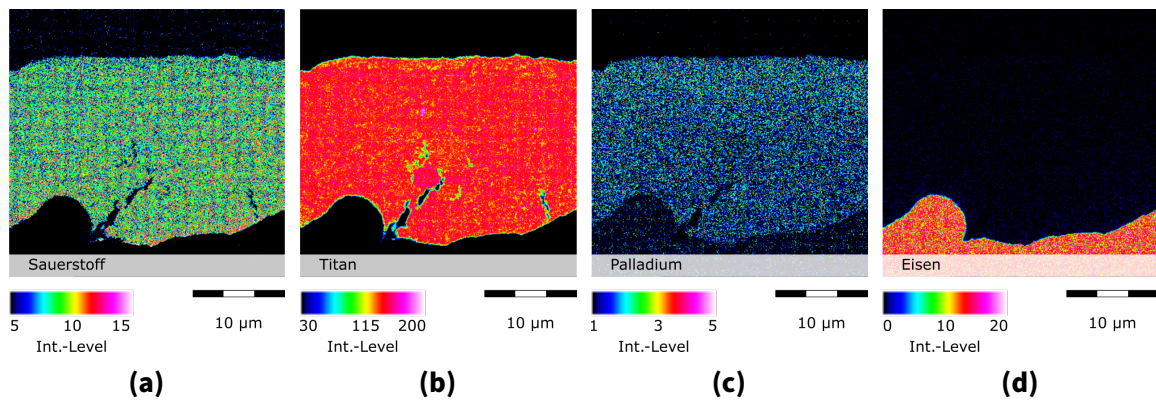 Sauerstoff Titan Palladium Eisen
5 10 15 30 115 200 1 3 5 0 10 20
10 µm 10 µm 10 µm 10 µm
Int.-Level Int.-Level Int.-Level Int.-Level
(a) (b) (c) (d)